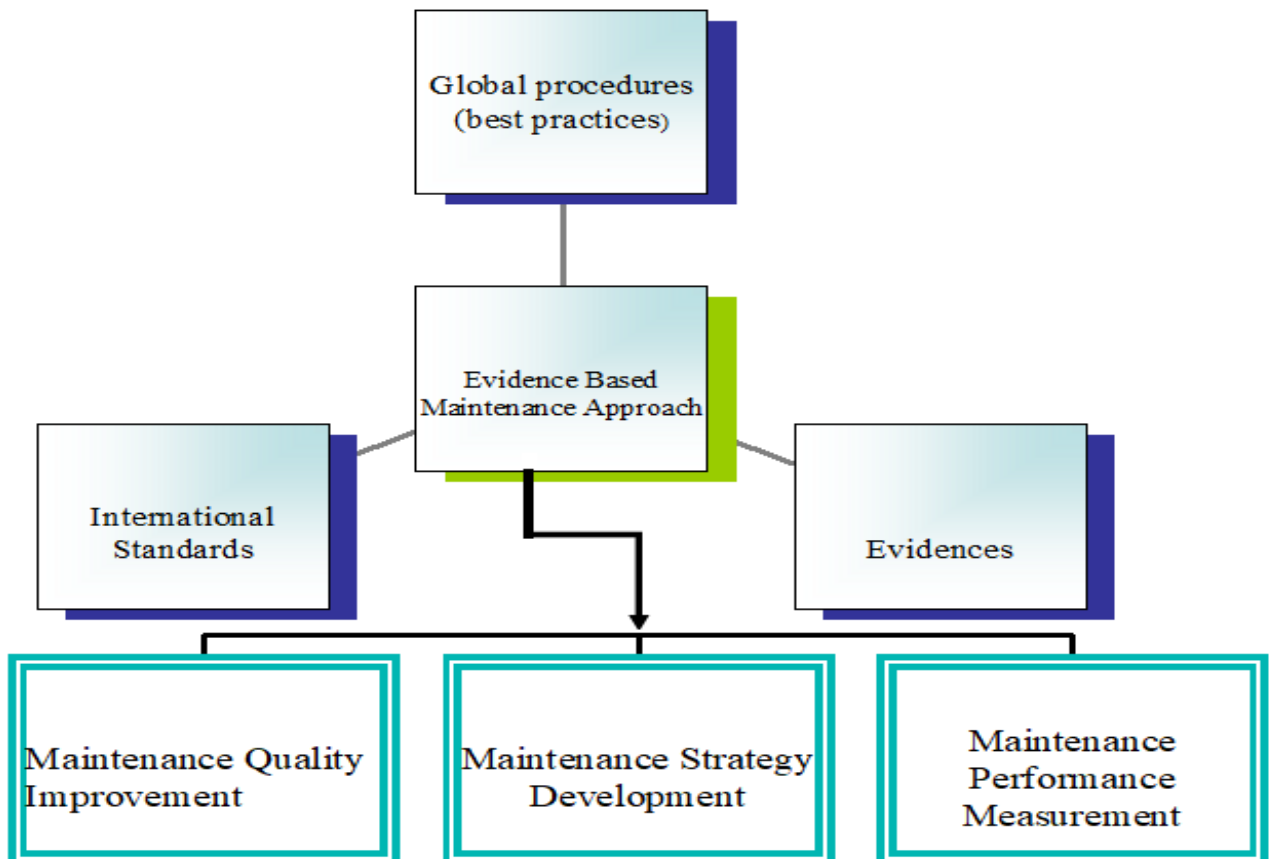 Global procedures
(best practices)
Evidence Based
Maintenance Approach
International
Standards
Evidences
Maintenance Quality
Improvement
Maintenance Strategy
Development
Maintenance
Performance
Measurement